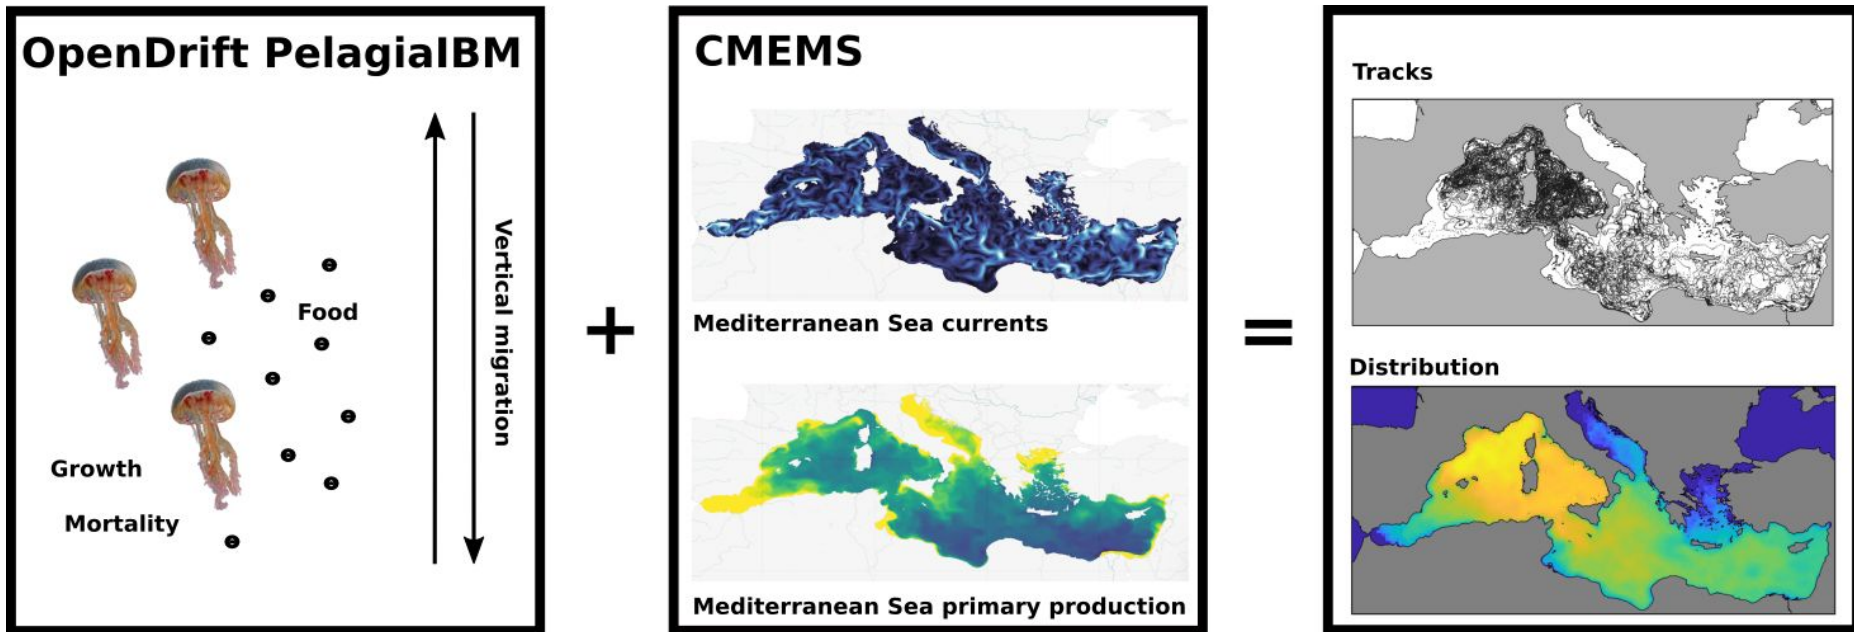 OpenDrift PelagiaIBM
Food
Vertical migration
Growth
Mortality
+
CMEMS
Mediterranean Sea currents
Mediterranean Sea primary production
=
Tracks
Distribution